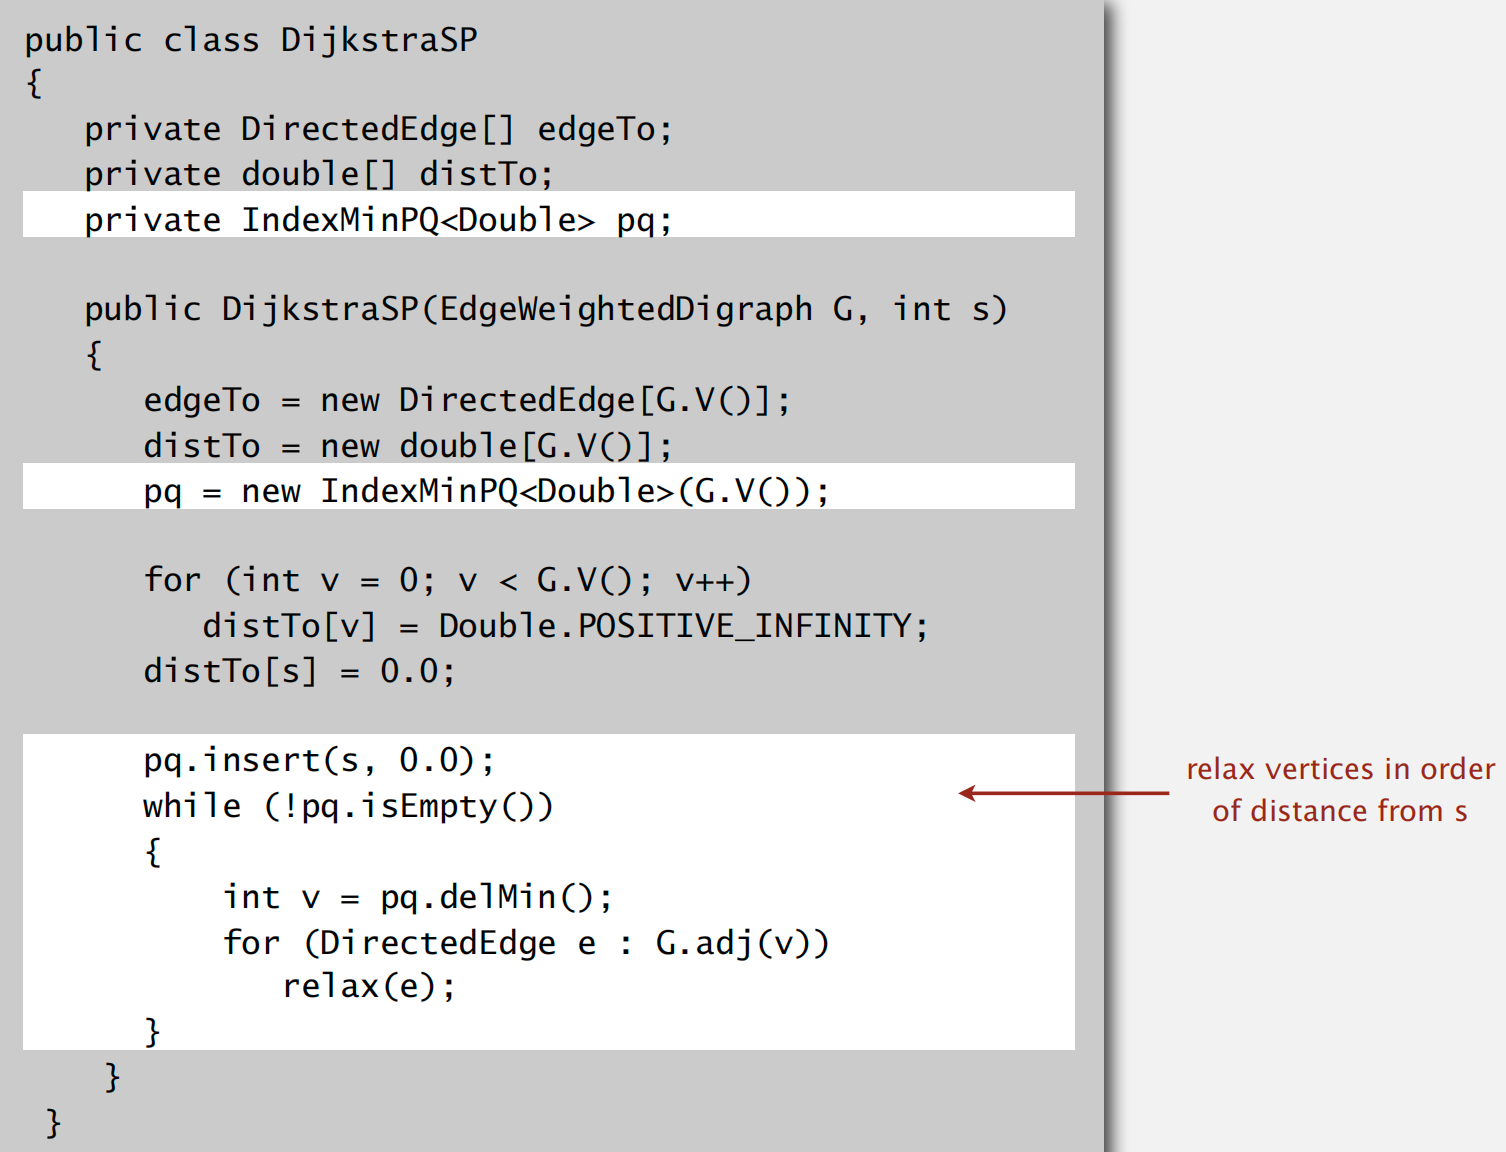 public class DijkstraSP
{
   private DirectedEdge[] edgeTo;
   private double[] distTo;
   private IndexMinPQ<Double> pq;

   public DijkstraSP(EdgeWeightedDigraph G, int s)
   {
      edgeTo = new DirectedEdge[G.V()];
      distTo = new double[G.V()];
      pq = new IndexMinPQ<Double>(G.V());

      for (int v = 0; v < G.V(); v++)
         distTo[v] = Double.POSITIVE_INFINITY;
      distTo[s] = 0.0;

      pq.insert(s, 0.0);
      while (!pq.isEmpty())
      {
          int v = pq.delMin();
          for (DirectedEdge e : G.adj(v))
             relax(e);
      }
    }
 }
relax vertices in order
of distance from s